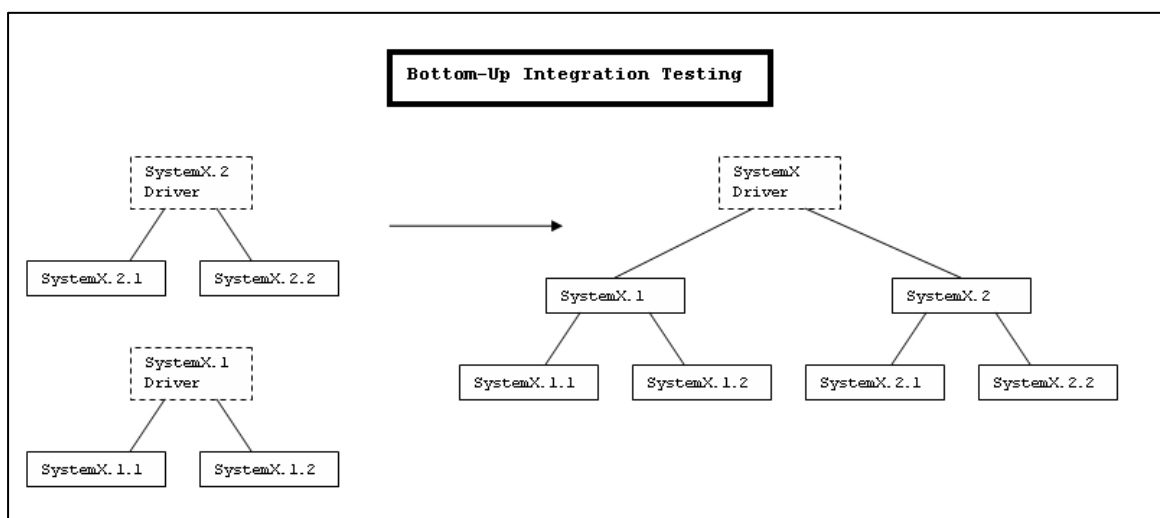 Bottom-Up Integration Testing
SystemX.2
Driver
SystemX.2.1
SystemX.2.2
SystemX.1
Driver
SystemX.1.1
SystemX.1.2
SystemX
Driver
SystemX.1
SystemX.2
SystemX.1.1
SystemX.1.2
SystemX.2.1
SystemX.2.2